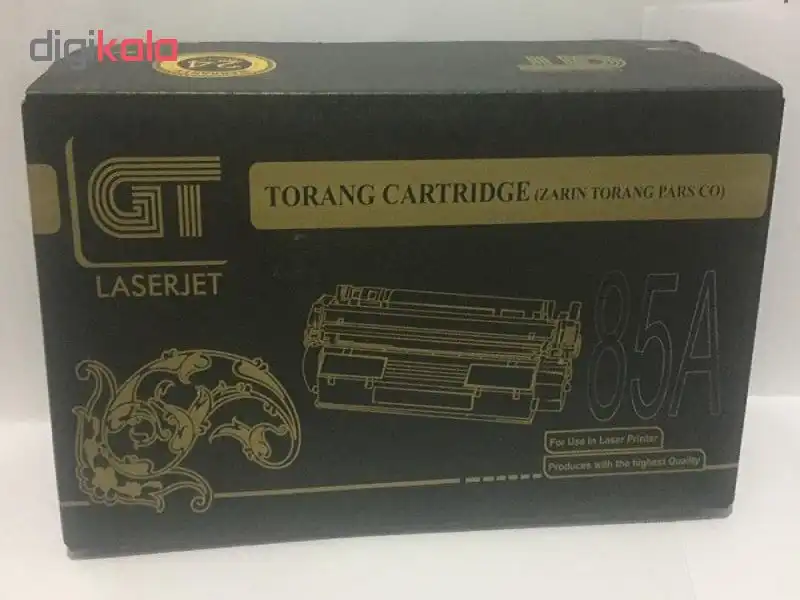 digikala
24
GT
LASERJET
TORANG CARTRIDGE (ZARIN TORANG PARS CO)
85A
For Use In Laser Printer
Produces with the highest Quality